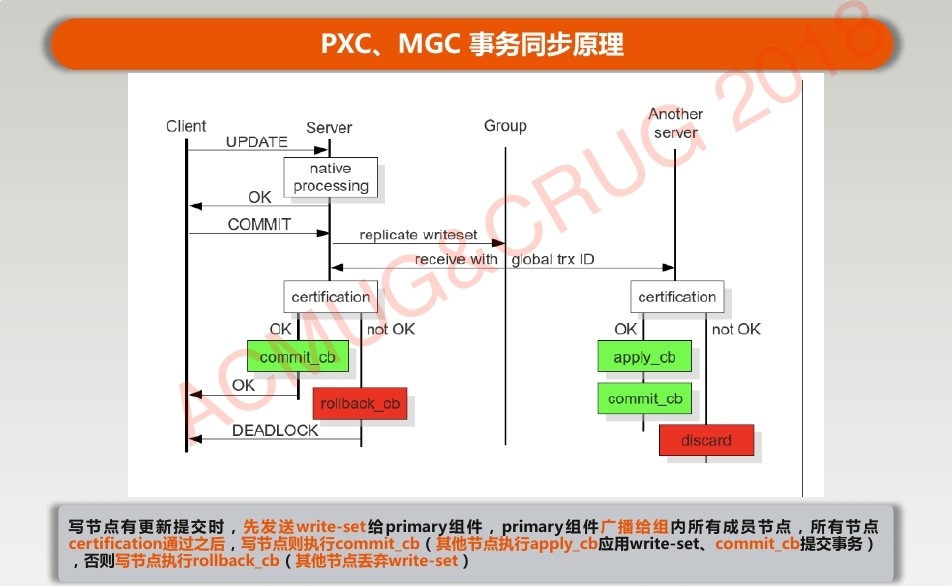 PXC、MGC 事务同步原理
ACMUG&CRUG 2018
Client
Server
Group
Another
server
UPDATE
native
processing
OK
COMMIT
replicate writeset
receive with global trx ID
certification
certification
OK
not OK
OK
not OK
commit_cb
apply_cb
OK
rollback_cb
commit_cb
DEADLOCK
discard
写节点有更新提交时，先发送write-set给primary组件，primary组件广播给组内所有成员节点，所有节点
certification通过之后，写节点则执行commit_cb（其他节点执行apply_cb应用write-set、commit_cb提交事务）
，否则写节点执行rollback_cb（其他节点丢弃write-set）